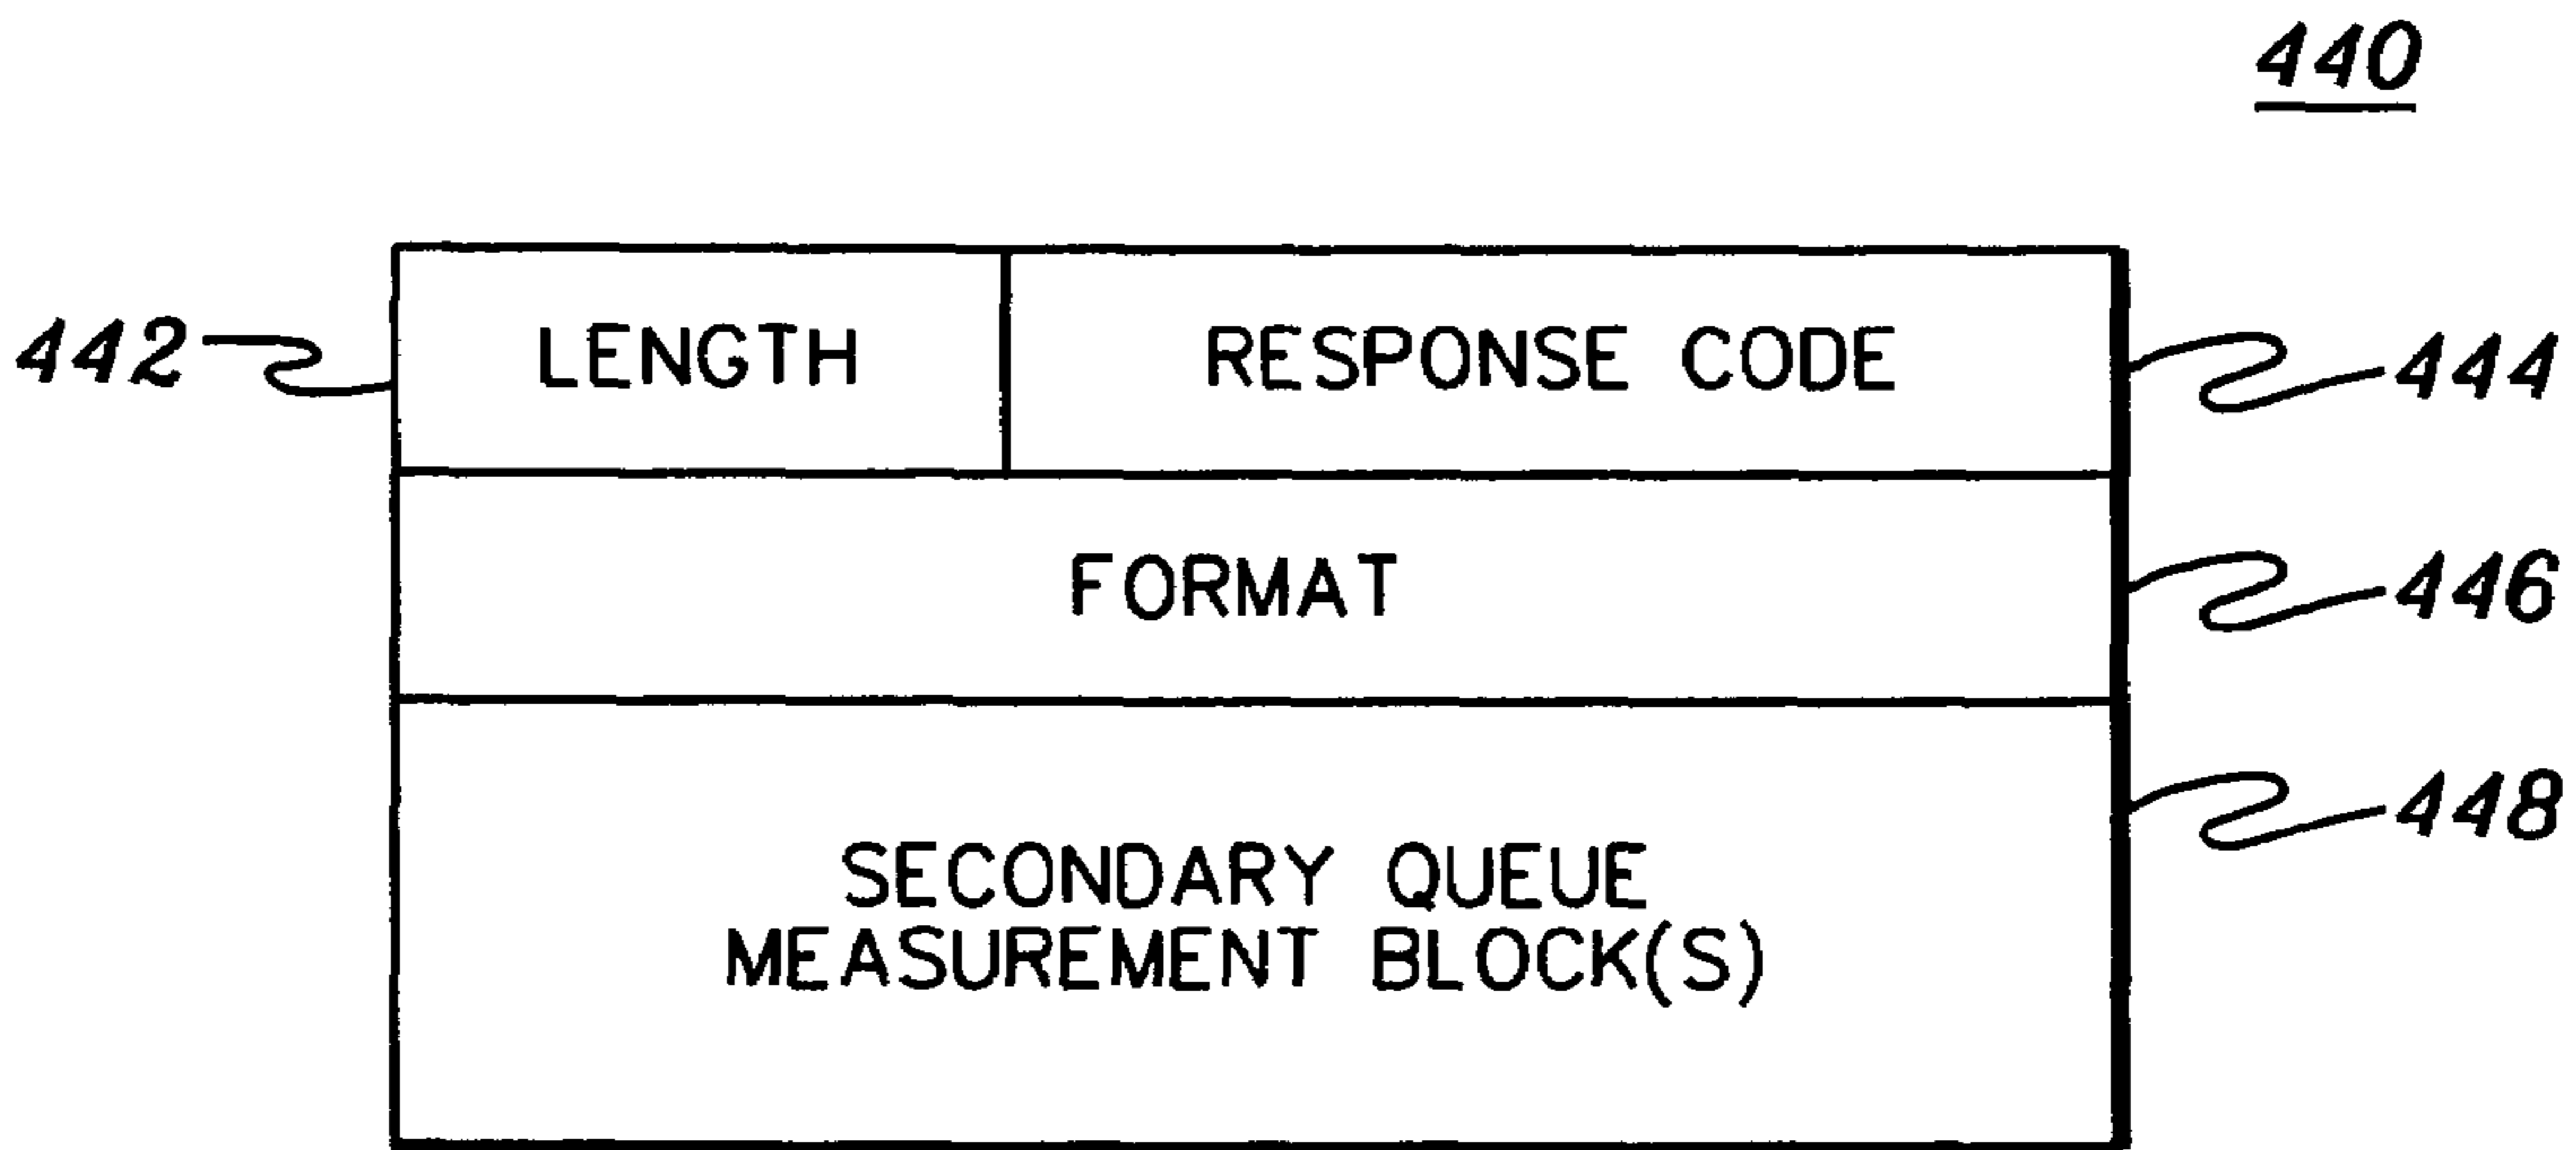 440
442 LENGTH RESPONSE CODE 444
FORMAT 446
448
SECONDARY QUEUE
MEASUREMENT BLOCK(S)